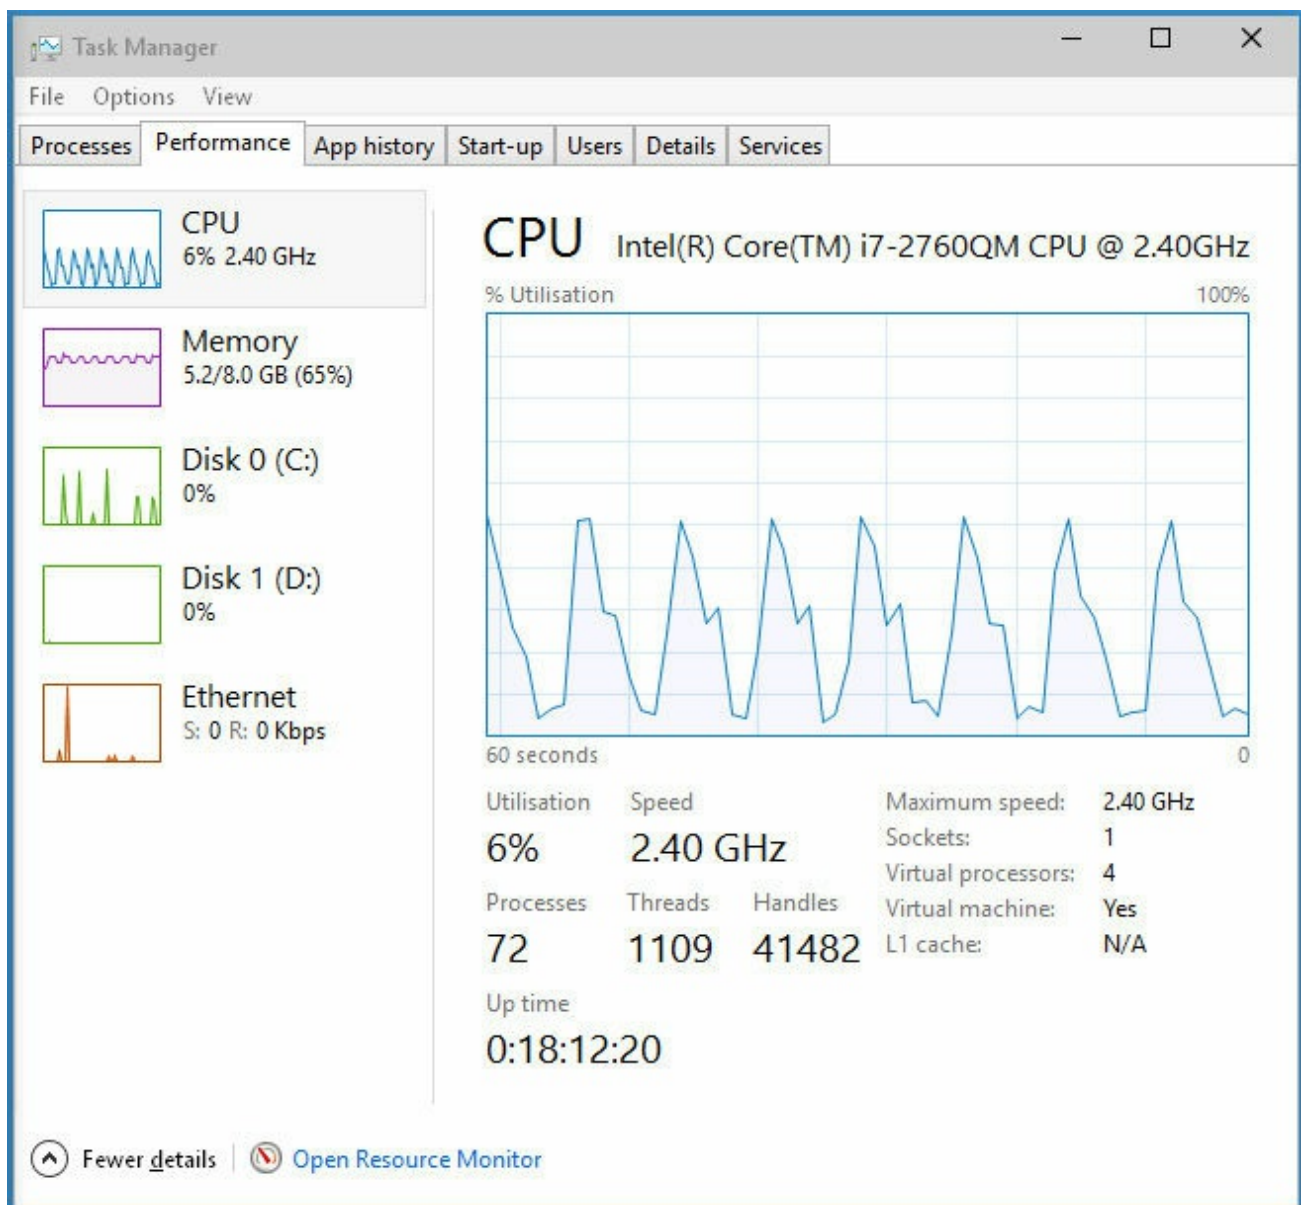 Task Manager
File Options View
Processes Performance App history Start-up Users Details Services
CPU
6% 2.40 GHz
Memory
5.2/8.0 GB (65%)
Disk 0 (C:)
0%
Disk 1 (D:)
0%
Ethernet
S: 0 R: 0 Kbps
CPU Intel(R) Core(TM) i7-2760QM CPU @ 2.40GHz
% Utilisation 100%
60 seconds 0
Utilisation Speed
6% 2.40 GHz
Processes Threads Handles
72 1109 41482
Up time
0:18:12:20
Maximum speed: 2.40 GHz
Sockets: 1
Virtual processors: 4
Virtual machine: Yes
L1 cache: N/A
Fewer details Open Resource Monitor